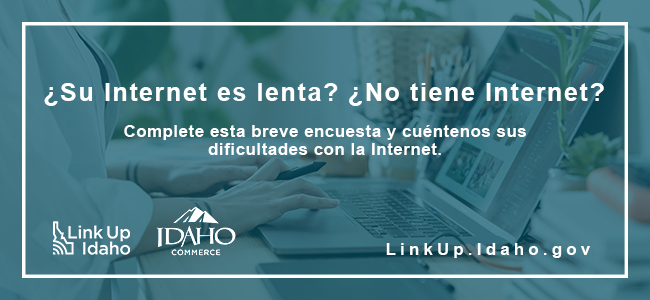 ¿Su Internet es lenta? ¿No tiene Internet?
Complete esta breve encuesta y cuéntenos sus
dificultades con la Internet.
Link Up
Idaho
IDAHO
COMMERCE
LinkUp.Idaho.gov